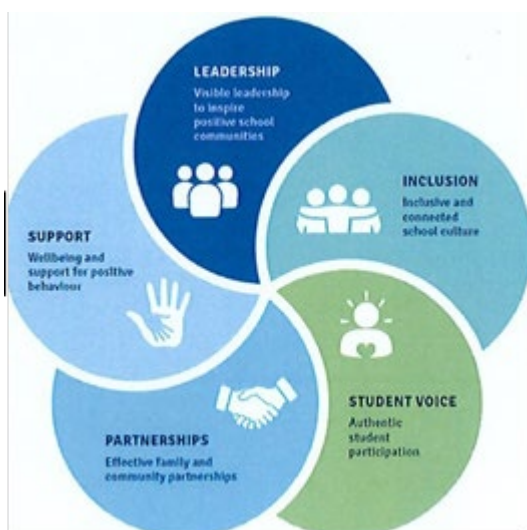 LEADERSHIP
Visible leadership
to inspire
positive school
communities
INCLUSION
Inclusive and
connected
school culture
SUPPORT
Wellbeing and
support for positive
behaviour
STUDENT VOICE
Authentic
student
participation
PARTNERSHIPS
Effective family and
community partnerships